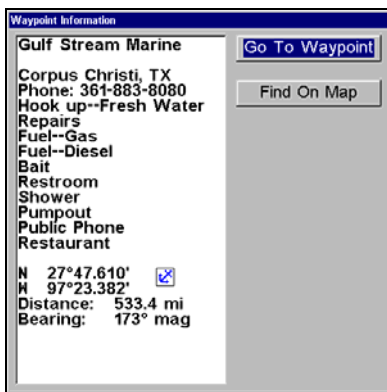 Waypoint Information
Gulf Stream Marine
Corpus Christi, TX
Phone: 361-883-8080
Hook up--Fresh Water
Repairs
Fuel--Gas
Fuel--Diesel
Bait
Restroom
Shower
Pumpout
Public Phone
Restaurant
N 27°47.610'
W 97°23.382'
Distance: 533.4 mi
Bearing: 173° mag
Go To Waypoint
Find On Map